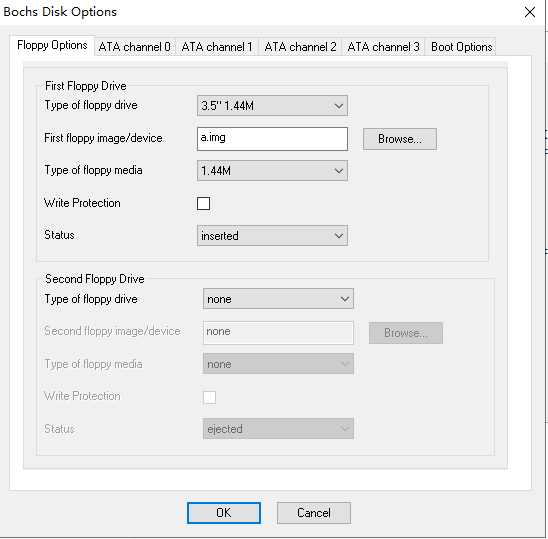 Bochs Disk Options
Floppy Options ATA channel 0 ATA channel 1 ATA channel 2 ATA channel 3 Boot Options
First Floppy Drive
Type of floppy drive 3.5" 1.44M
First floppy image/device a.img Browse...
Type of floppy media 1.44M
Write Protection
Status inserted
Second Floppy Drive
Type of floppy drive none
Second floppy image/device none Browse...
Type of floppy media none
Write Protection
Status ejected
OK Cancel